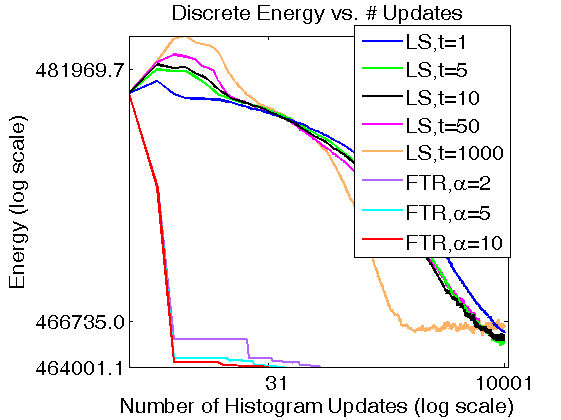 Discrete Energy vs. # Updates
Energy (log scale)
481969.7
466735.0
464001.1
LS,t=1
LS,t=5
LS,t=10
LS,t=50
LS,t=1000
FTR,α=2
FTR,α=5
FTR,α=10
31
10001
Number of Histogram Updates (log scale)